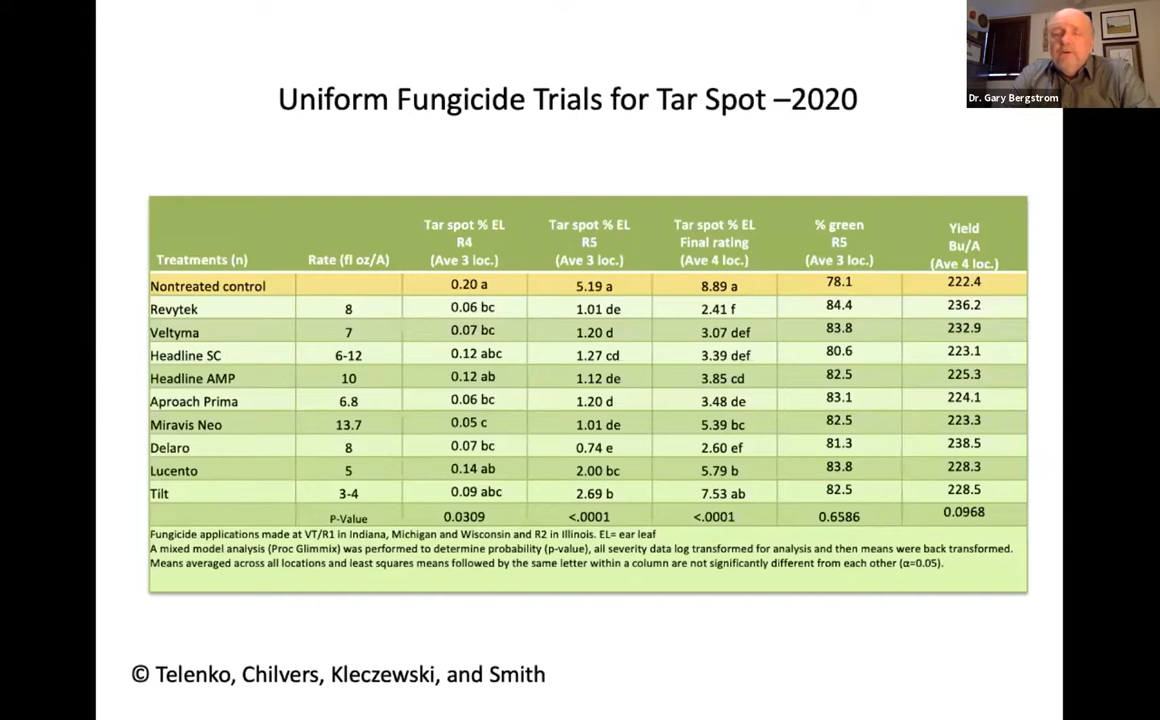 Dr. Gary Bergstrom
Uniform Fungicide Trials for Tar Spot –2020
Treatments (n) Rate (fl oz/A) Tar spot % EL R4 (Ave 3 loc.) Tar spot % EL R5 (Ave 3 loc.) Tar spot % EL Final rating (Ave 4 loc.) % green R5 (Ave 3 loc.) Yield Bu/A (Ave 4 loc.)
Nontreated control 0.20 a 5.19 a 8.89 a 78.1 222.4
Revytek 8 0.06 bc 1.01 de 2.41 f 84.4 236.2
Veltyma 7 0.07 bc 1.20 d 3.07 def 83.8 232.9
Headline SC 6-12 0.12 abc 1.27 cd 3.39 def 80.6 223.1
Headline AMP 10 0.12 ab 1.12 de 3.85 cd 82.5 225.3
Aproach Prima 6.8 0.06 bc 1.20 d 3.48 de 83.1 224.1
Miravis Neo 13.7 0.05 c 1.01 de 5.39 bc 82.5 223.3
Delaro 8 0.07 bc 0.74 e 2.60 ef 81.3 238.5
Lucento 5 0.14 ab 2.00 bc 5.79 b 83.8 228.3
Tilt 3-4 0.09 abc 2.69 b 7.53 ab 82.5 228.5
P-Value 0.0309 <.0001 <.0001 0.6586 0.0968
Fungicide applications made at VT/R1 in Indiana, Michigan and Wisconsin and R2 in Illinois. EL= ear leaf
A mixed model analysis (Proc Glimmix) was performed to determine probability (p-value), all severity data log transformed for analysis and then means were back transformed.
Means averaged across all locations and least squares means followed by the same letter within a column are not significantly different from each other (α=0.05).
© Telenko, Chilvers, Kleczewski, and Smith